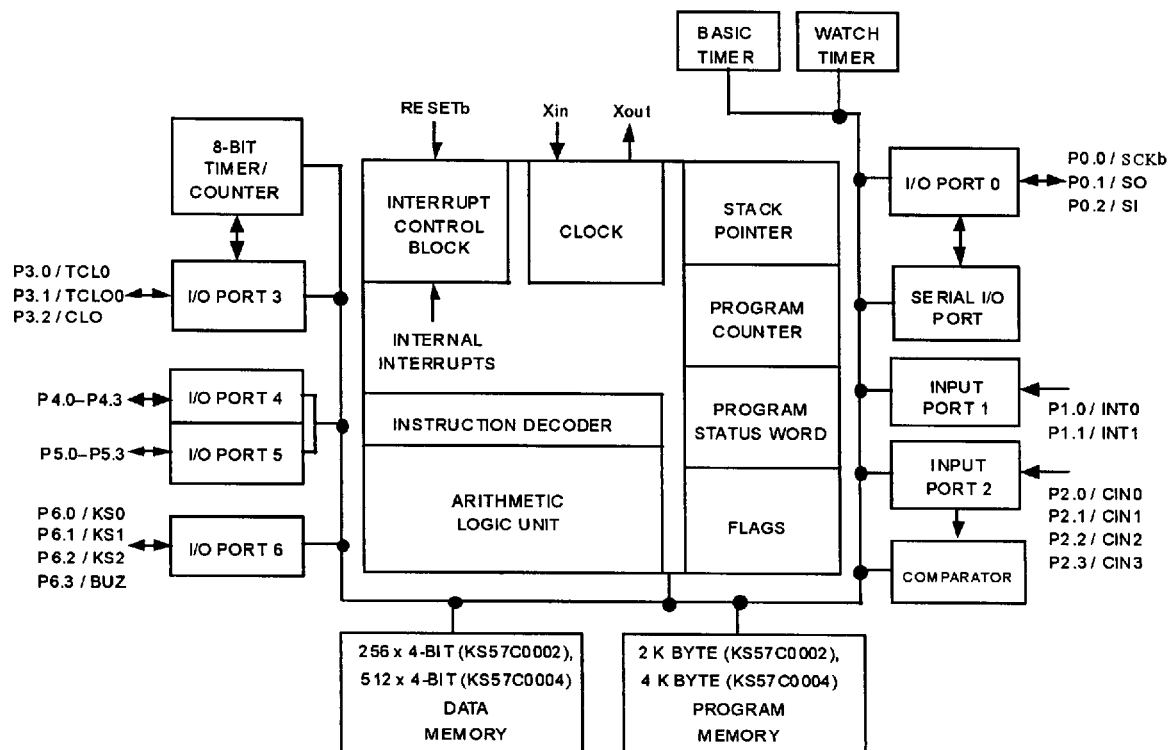 BASIC
TIMER
WATCH
TIMER
RESETb
Xin
Xout
8-BIT
TIMER/
COUNTER
INTERRUPT
CONTROL
BLOCK
CLOCK
STACK
POINTER
I/O PORT 0
P0.0 / SCKb
P0.1 / SO
P0.2 / SI
P3.0 / TCL0
P3.1 / TCLO0
P3.2 / CLO
I/O PORT 3
INTERNAL
INTERRUPTS
PROGRAM
COUNTER
SERIAL I/O
PORT
P4.0–P4.3
I/O PORT 4
P5.0–P5.3
I/O PORT 5
INSTRUCTION DECODER
PROGRAM
STATUS WORD
INPUT
PORT 1
P1.0 / INT0
P1.1 / INT1
INPUT
PORT 2
P2.0 / CIN0
P2.1 / CIN1
P2.2 / CIN2
P2.3 / CIN3
P6.0 / KS0
P6.1 / KS1
P6.2 / KS2
P6.3 / BUZ
I/O PORT 6
ARITHMETIC
LOGIC UNIT
FLAGS
COMPARATOR
256 x 4-BIT (KS57C0002),
512 x 4-BIT (KS57C0004)
DATA
MEMORY
2 K BYTE (KS57C0002),
4 K BYTE (KS57C0004)
PROGRAM
MEMORY